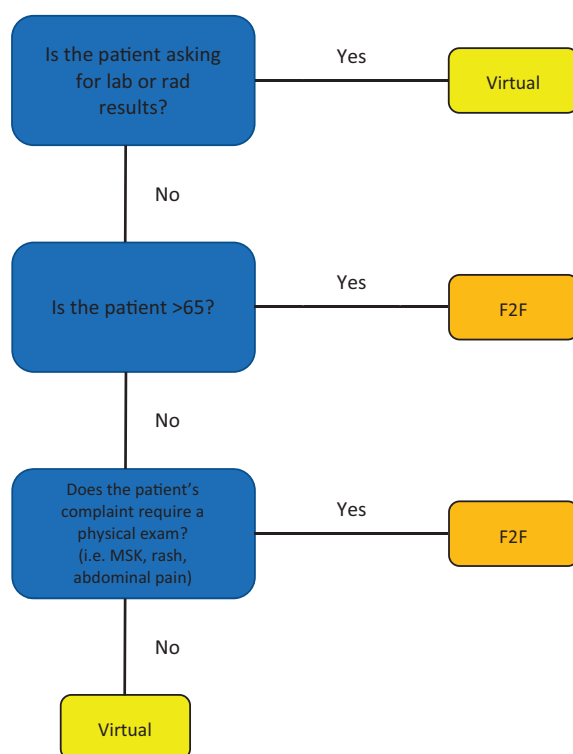 Is the patient asking
for lab or rad
results?
Yes
Virtual
No
Is the patient >65?
Yes
F2F
No
Does the patient’s
complaint require a
physical exam?
(i.e. MSK, rash,
abdominal pain)
Yes
F2F
No
Virtual